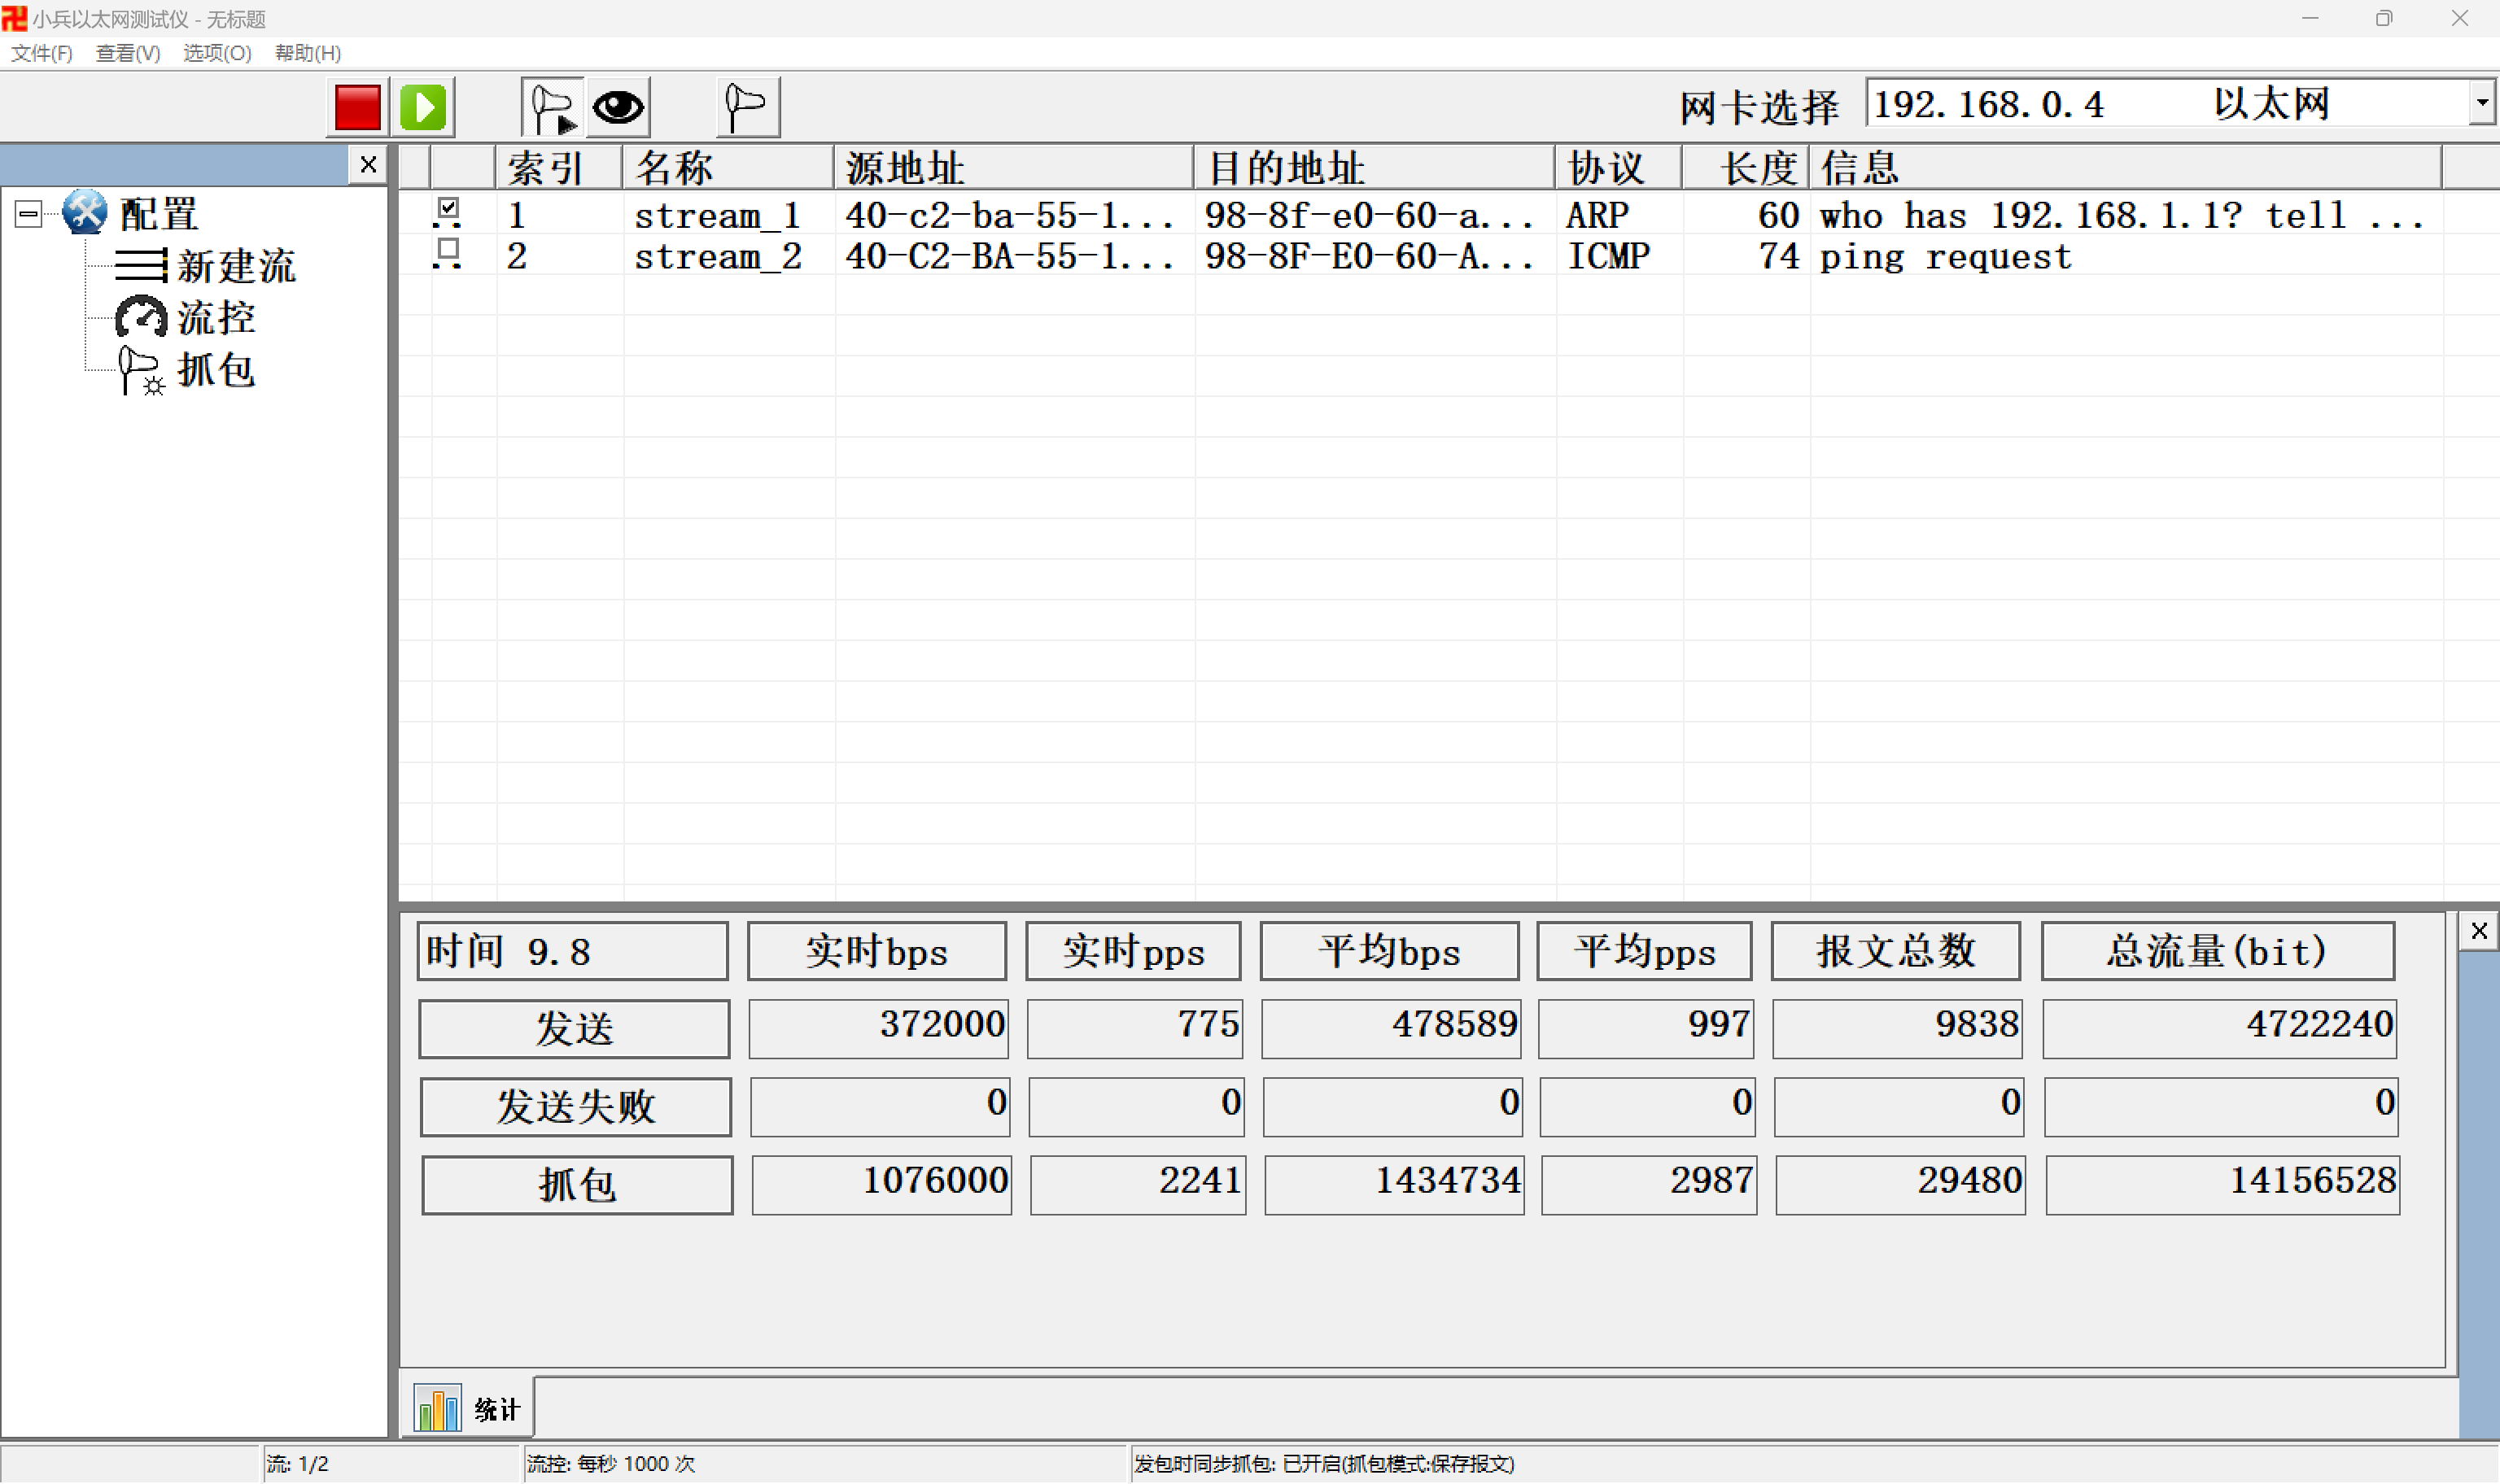 小兵以太网测试仪 - 无标题
文件(F) 查看(V) 选项(O) 帮助(H)
网卡选择 192.168.0.4 以太网
索引 名称 源地址 目的地址 协议 长度 信息
1 stream_1 40-c2-ba-55-1... 98-8f-e0-60-a... ARP 60 who has 192.168.1.1? tell ...
2 stream_2 40-C2-BA-55-1... 98-8F-E0-60-A... ICMP 74 ping request
配置
新建流
流控
抓包
时间 9.8 实时bps 实时pps 平均bps 平均pps 报文总数 总流量(bit)
发送 372000 775 478589 997 9838 4722240
发送失败 0 0 0 0 0 0
抓包 1076000 2241 1434734 2987 29480 14156528
统计
流: 1/2 流控: 每秒 1000 次 发包时同步抓包: 已开启(抓包模式:保存报文)